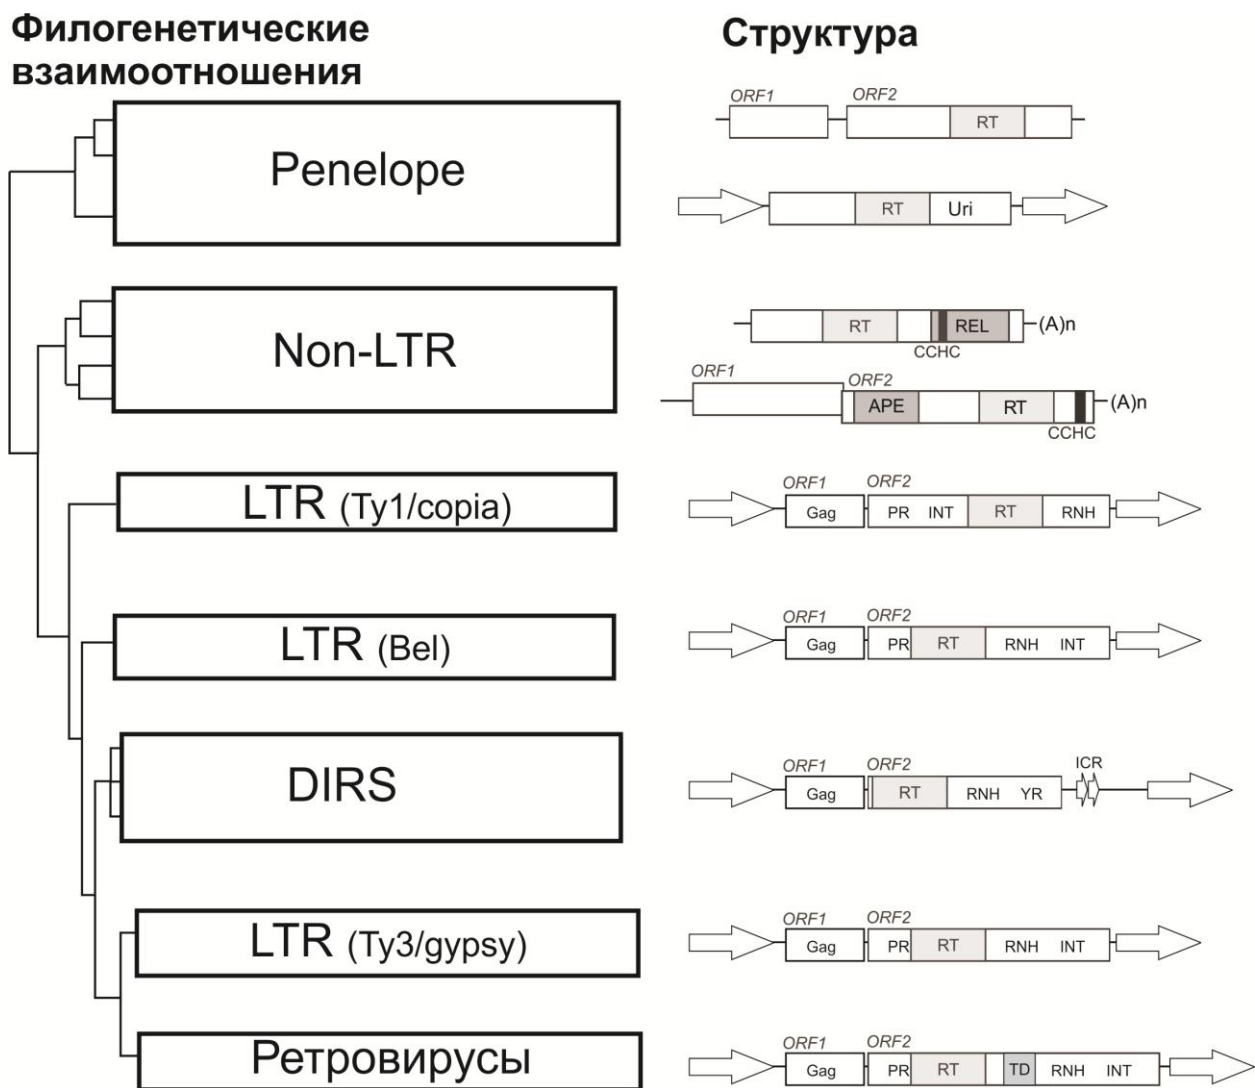 Филогенетические
взаимоотношения
Структура
Penelope
ORF1 ORF2
RT
RT Uri
Non-LTR
RT REL (A)n
CCHC
ORF1 ORF2
APE RT (A)n
CCHC
LTR (Ty1/copia)
ORF1 ORF2
Gag PR INT RT RNH
LTR (Bel)
ORF1 ORF2
Gag PR RT RNH INT
DIRS
ORF1 ORF2 ICR
Gag RT RNH YR
LTR (Ty3/gypsy)
ORF1 ORF2
Gag PR RT RNH INT
Ретровирусы
ORF1 ORF2
Gag PR RT TD RNH INT